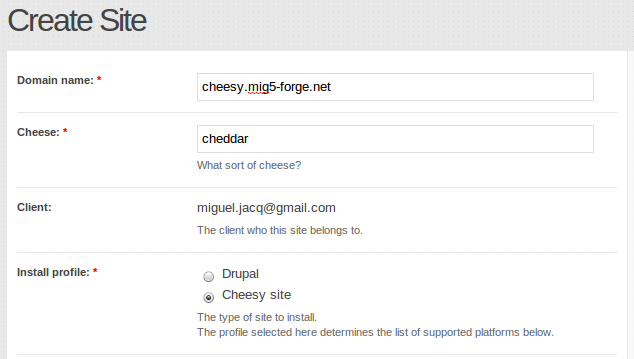 Create Site
Domain name: * cheesy.mig5-forge.net
Cheese: * cheddar
What sort of cheese?
Client: miguel.jacq@gmail.com
The client who this site belongs to.
Install profile: * Drupal
Cheesy site
The type of site to install.
The profile selected here determines the list of supported platforms below.